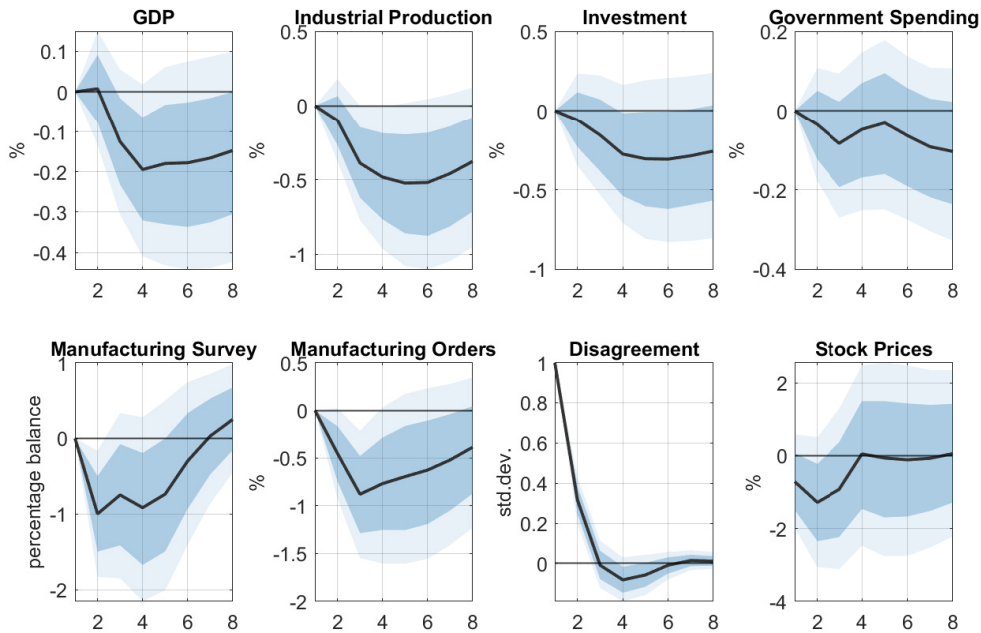 GDP
0.1
0
-0.1
-0.2
-0.3
-0.4
%
2 4 6 8
Industrial Production
0.5
0
-0.5
-1
%
2 4 6 8
Investment
0.5
0
-0.5
-1
%
2 4 6 8
Government Spending
0.2
0
-0.2
-0.4
%
2 4 6 8
Manufacturing Survey
1
0
-1
-2
percentage balance
2 4 6 8
Manufacturing Orders
0.5
0
-0.5
-1
-1.5
-2
%
2 4 6 8
Disagreement
1
0.8
0.6
0.4
0.2
0
std.dev.
2 4 6 8
Stock Prices
2
0
-2
-4
%
2 4 6 8